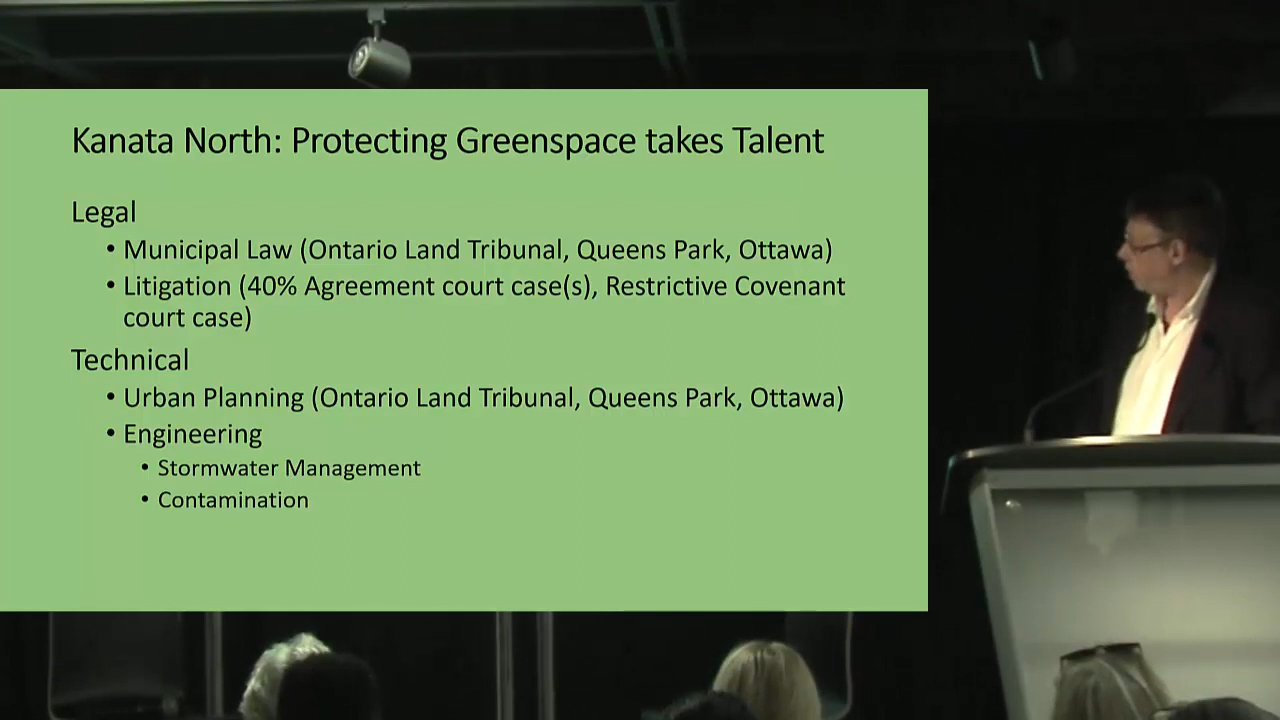 Kanata North: Protecting Greenspace takes Talent
Legal
• Municipal Law (Ontario Land Tribunal, Queens Park, Ottawa)
• Litigation (40% Agreement court case(s), Restrictive Covenant
court case)
Technical
• Urban Planning (Ontario Land Tribunal, Queens Park, Ottawa)
• Engineering
• Stormwater Management
• Contamination